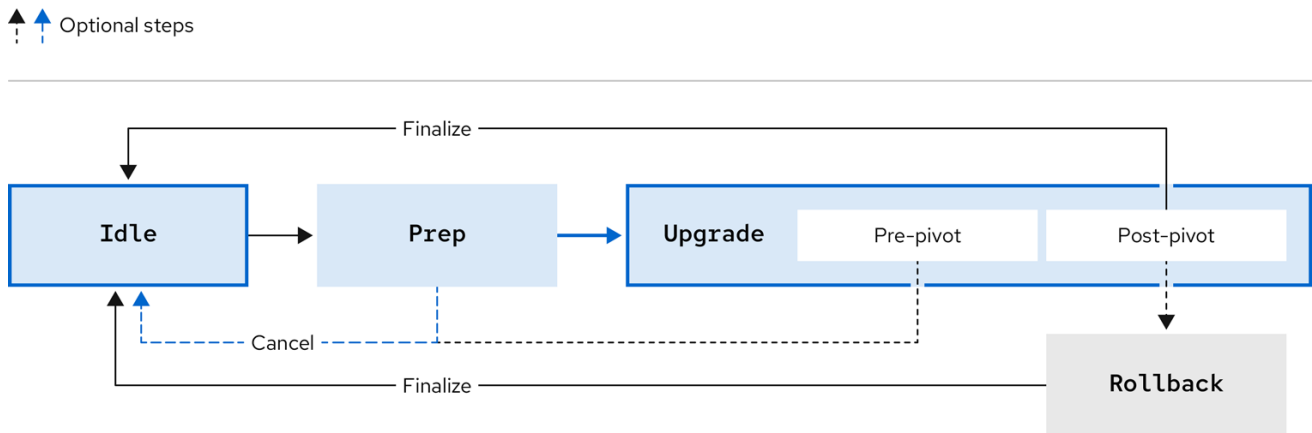 Optional steps
Finalize
Idle
Prep
Upgrade
Pre-pivot
Post-pivot
Cancel
Finalize
Rollback